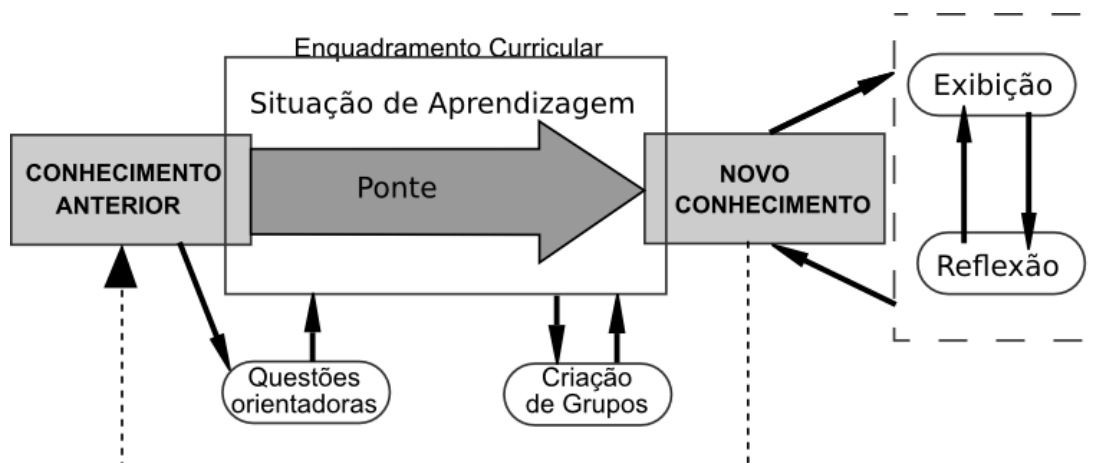 Enquadramento Curricular
Situação de Aprendizagem
CONHECIMENTO
ANTERIOR
Ponte
NOVO
CONHECIMENTO
Exibição
Reflexão
Questões
orientadoras
Criação
de Grupos